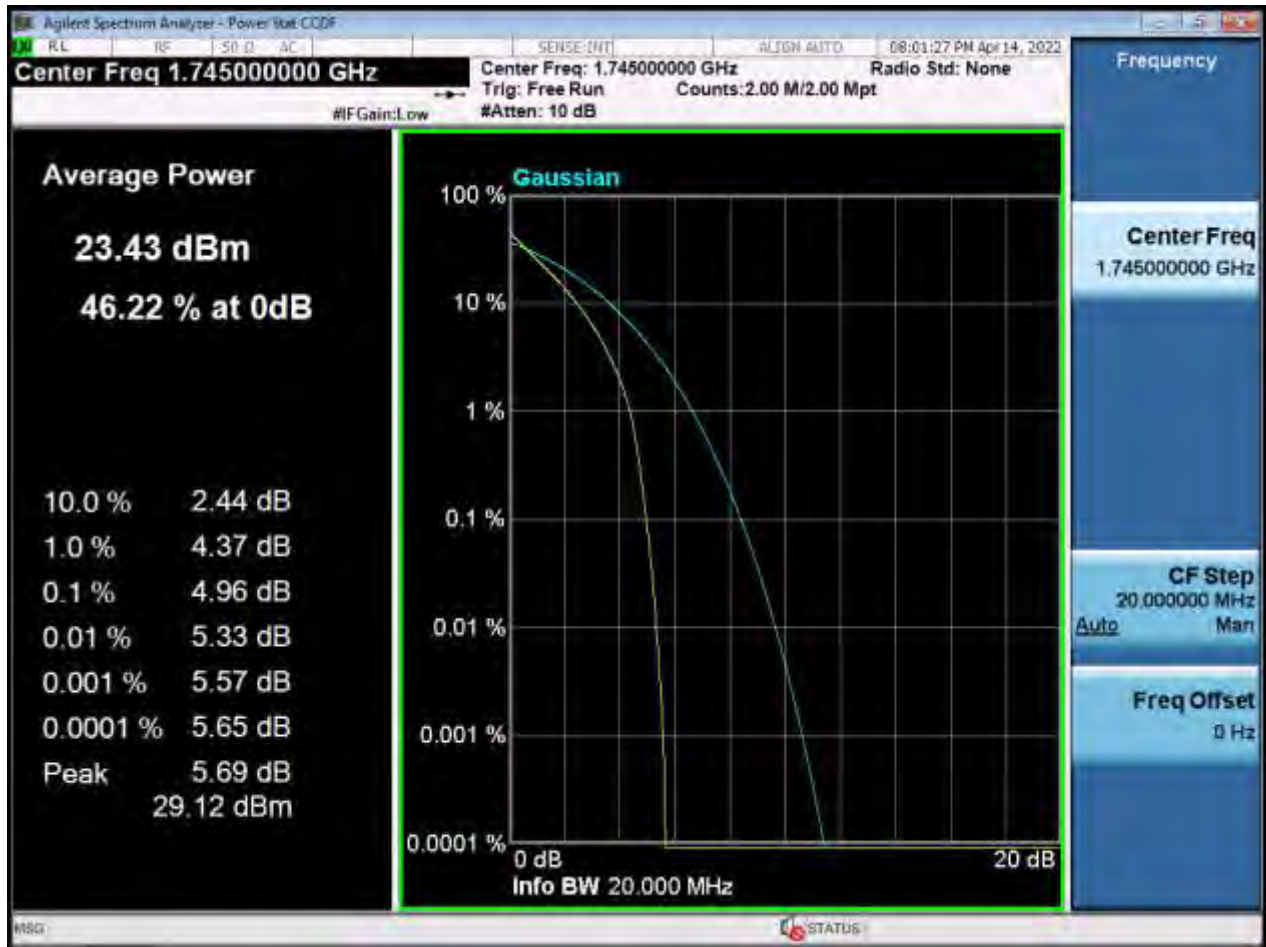 Agilent Spectrum Analyzer - Power Stat CCDF
RL RF 50 Ω AC SENSE:INT ALIGN AUTO 08:01:27 PM Apr 14, 2022
Center Freq 1.745000000 GHz
Center Freq: 1.745000000 GHz Radio Std: None
Trig: Free Run Counts:2.00 M/2.00 Mpt
#IFGain:Low #Atten: 10 dB
Average Power
23.43 dBm
46.22 % at 0dB
10.0 % 2.44 dB
1.0 % 4.37 dB
0.1 % 4.96 dB
0.01 % 5.33 dB
0.001 % 5.57 dB
0.0001 % 5.65 dB
Peak 5.69 dB
29.12 dBm
Gaussian
100 %
10 %
1 %
0.1 %
0.01 %
0.001 %
0.0001 %
0 dB 20 dB
Info BW 20.000 MHz
Frequency
Center Freq
1.745000000 GHz
CF Step
20.000000 MHz
Auto Man
Freq Offset
0 Hz
MSG STATUS